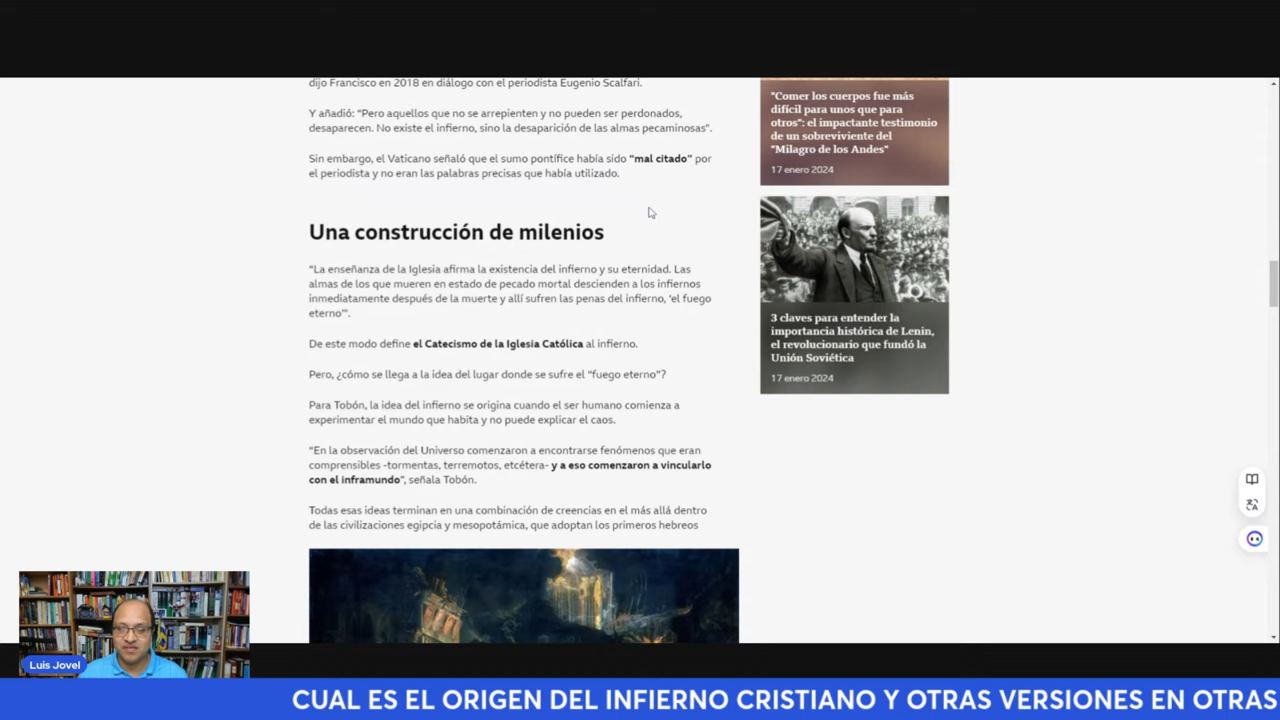 dijo Francisco en 2018 en diálogo con el periodista Eugenio Scalfari.
Y añadió: “Pero aquellos que no se arrepienten y no pueden ser perdonados,
desaparecen. No existe el infierno, sino la desaparición de las almas pecaminosas”.
Sin embargo, el Vaticano señaló que el sumo pontífice había sido “mal citado” por
el periodista y no eran las palabras precisas que había utilizado.
Una construcción de milenios
“La enseñanza de la Iglesia afirma la existencia del infierno y su eternidad. Las
almas de los que mueren en estado de pecado mortal descienden a los infiernos
inmediatamente después de la muerte y allí sufren las penas del infierno, ‘el fuego
eterno’”.
De este modo define el Catecismo de la Iglesia Católica al infierno.
Pero, ¿cómo se llega a la idea del lugar donde se sufre el “fuego eterno”?
Para Tobón, la idea del infierno se origina cuando el ser humano comienza a
experimentar el mundo que habita y no puede explicar el caos.
“En la observación del Universo comenzaron a encontrarse fenómenos que eran
comprensibles -tormentas, terremotos, etcétera- y a eso comenzaron a vincularlo
con el inframundo”, señala Tobón.
Todas esas ideas terminan en una combinación de creencias en el más allá dentro
de las civilizaciones egipcia y mesopotámica, que adoptan los primeros hebreos
"Comer los cuerpos fue más
difícil para unos que para
otros": el impactante testimonio
de un sobreviviente del
"Milagro de los Andes"
17 enero 2024
3 claves para entender la
importancia histórica de Lenin,
el revolucionario que fundó la
Unión Soviética
17 enero 2024
Luis Jovel
CUAL ES EL ORIGEN DEL INFIERNO CRISTIANO Y OTRAS VERSIONES EN OTRAS